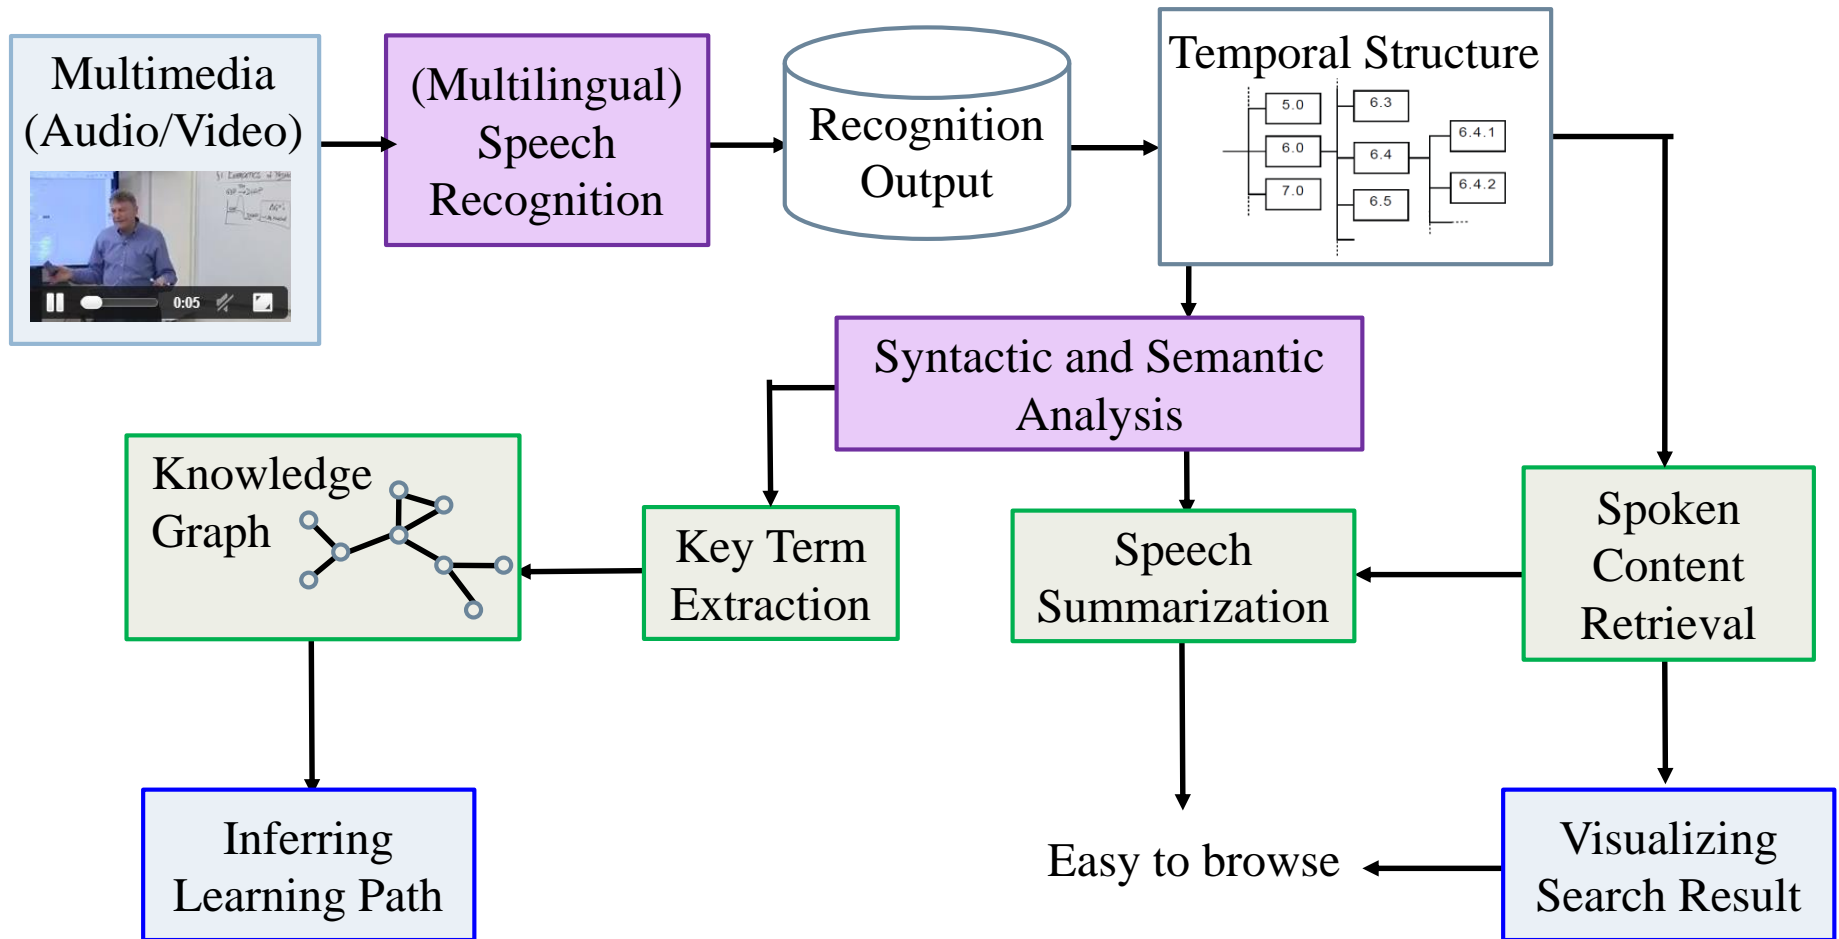 Multimedia
(Audio/Video)
0:05
(Multilingual)
Speech
Recognition
Recognition
Output
Temporal Structure
5.0
6.0
7.0
6.3
6.4
6.5
6.4.1
6.4.2
Syntactic and Semantic
Analysis
Knowledge
Graph
Key Term
Extraction
Speech
Summarization
Spoken
Content
Retrieval
Inferring
Learning Path
Easy to browse
Visualizing
Search Result